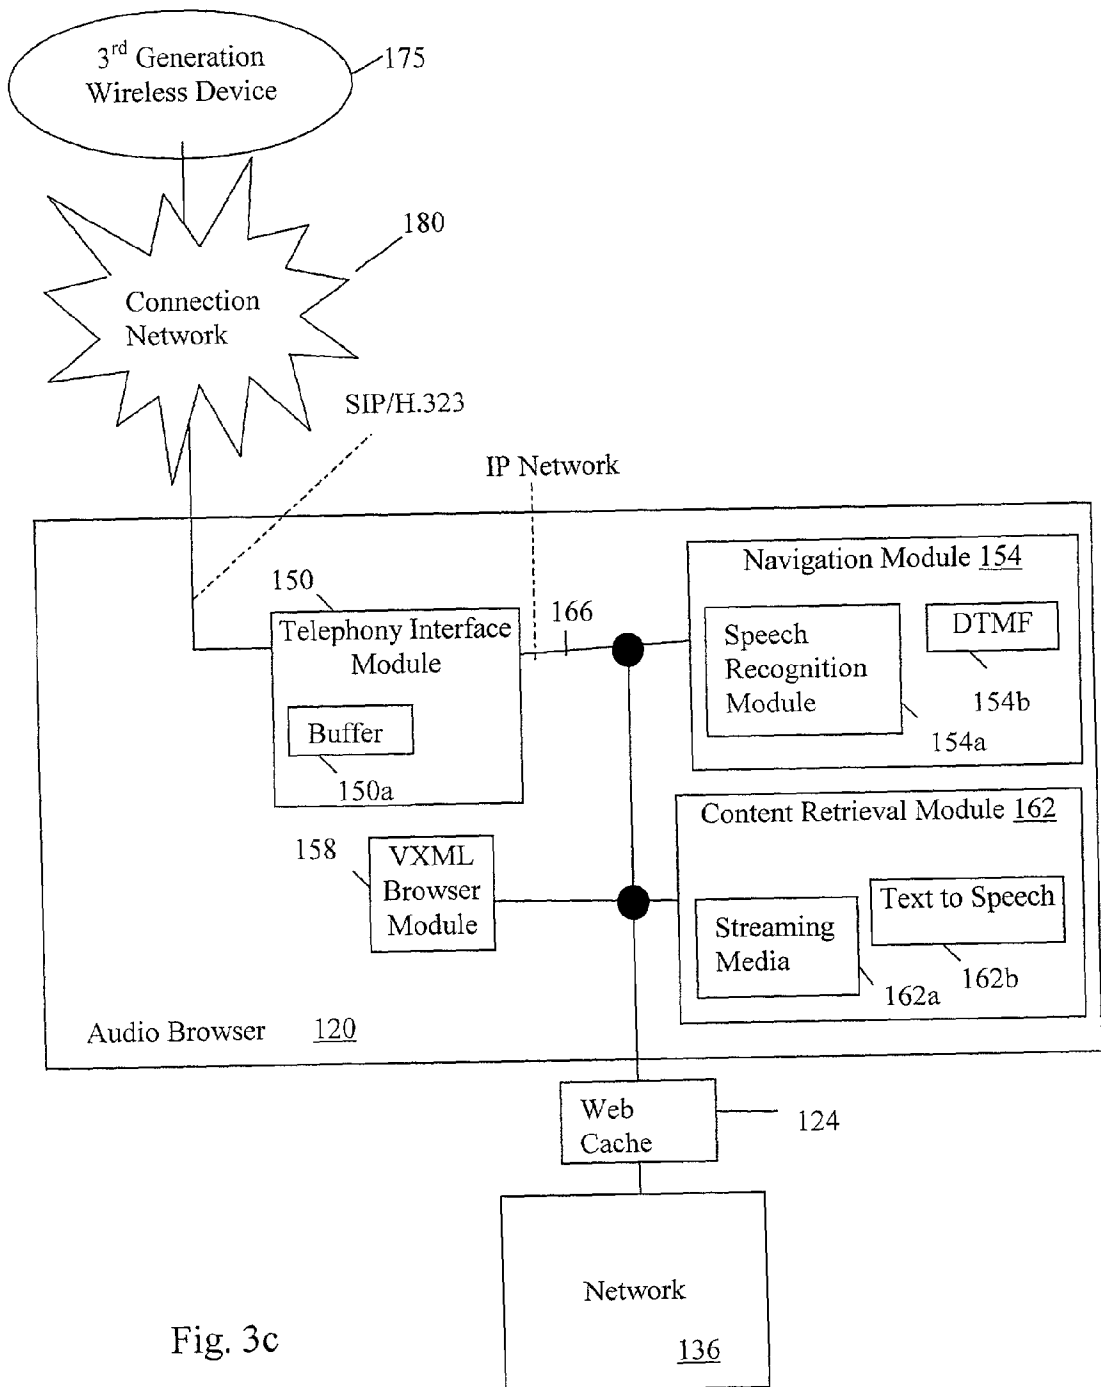 3rd Generation
Wireless Device
175
180
Connection
Network
SIP/H.323
IP Network
150
166
Telephony Interface
Module
Buffer
150a
Navigation Module 154
Speech
Recognition
Module
DTMF
154b
154a
158
VXML
Browser
Module
Content Retrieval Module 162
Streaming
Media
Text to Speech
162b
162a
Audio Browser 120
Web
Cache
124
Network
136
Fig. 3c